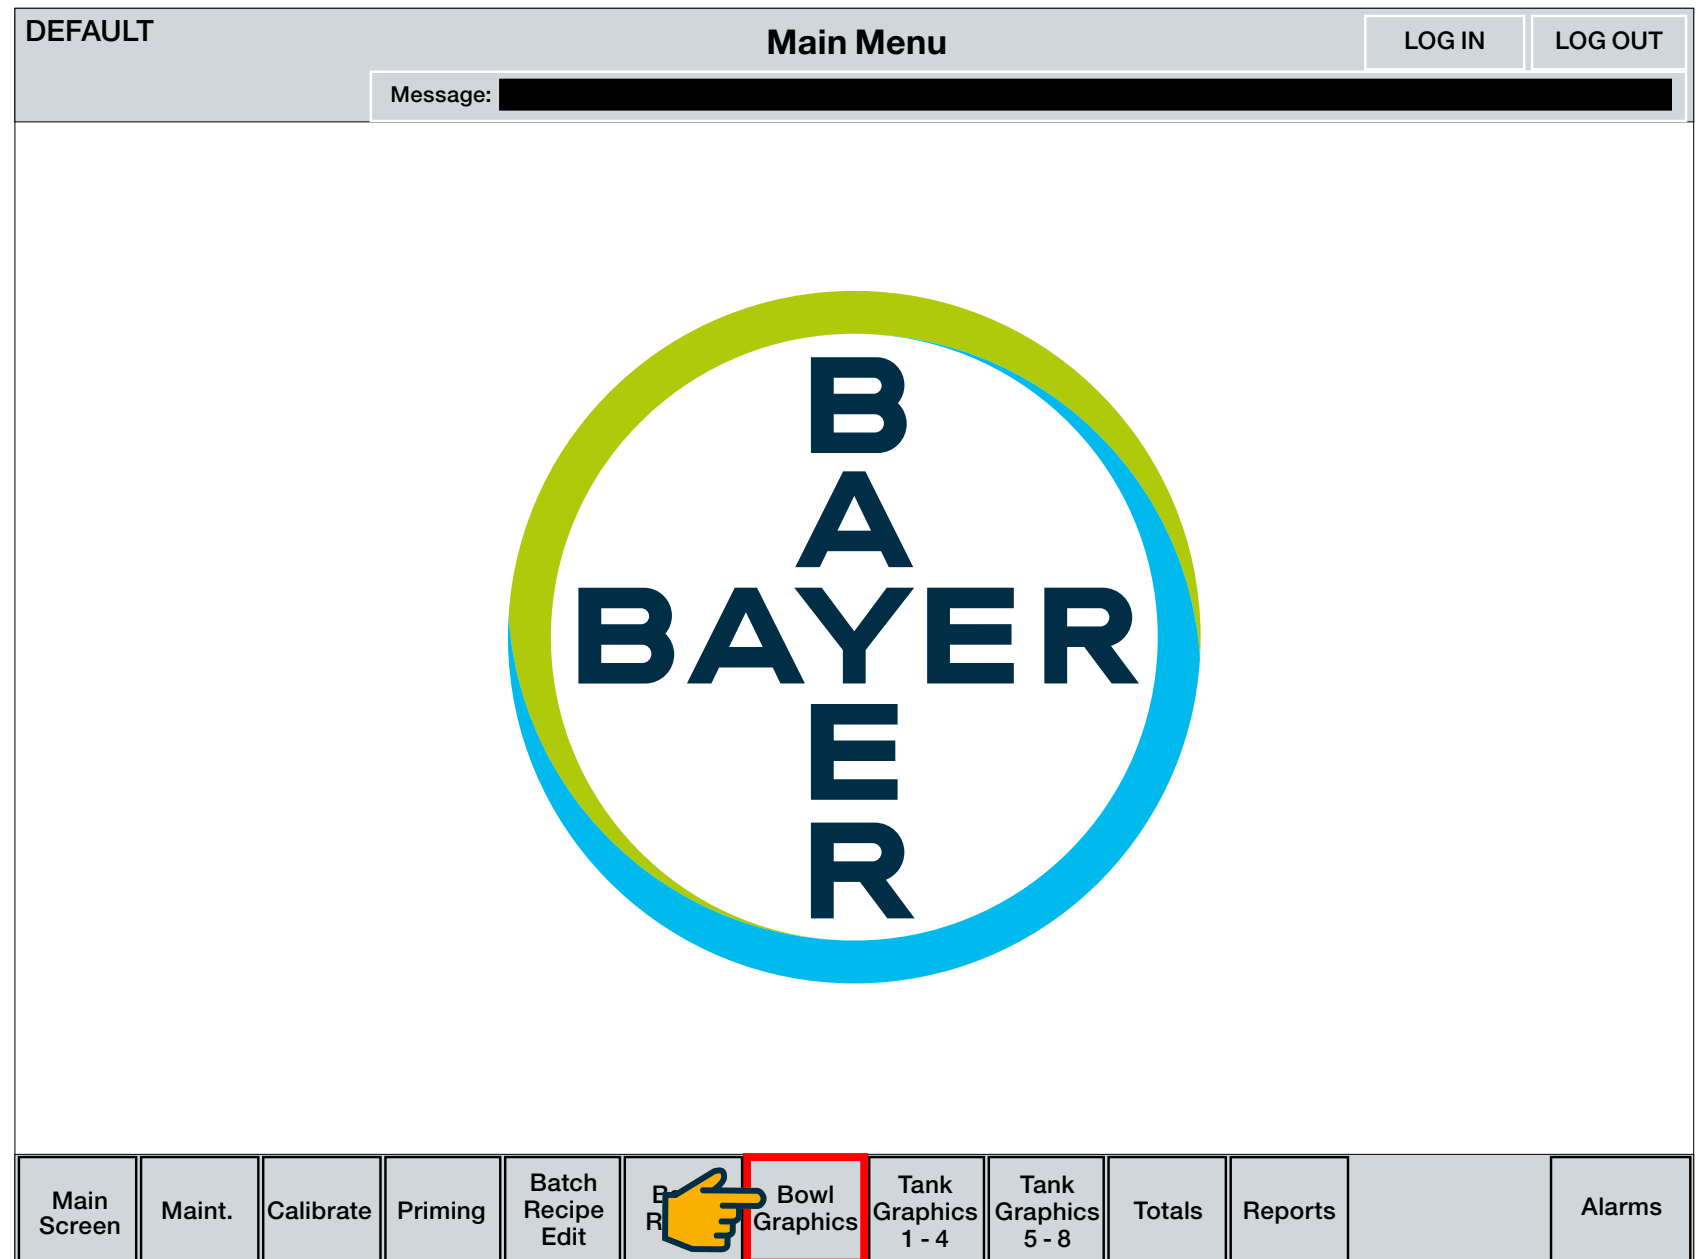 DEFAULT
Main Menu
LOG IN
LOG OUT
Message:
B
A
BAYER
E
R
Main
Screen
Maint.
Calibrate
Priming
Batch
Recipe
Edit
Bowl
Graphics
Tank
Graphics
1 - 4
Tank
Graphics
5 - 8
Totals
Reports
Alarms